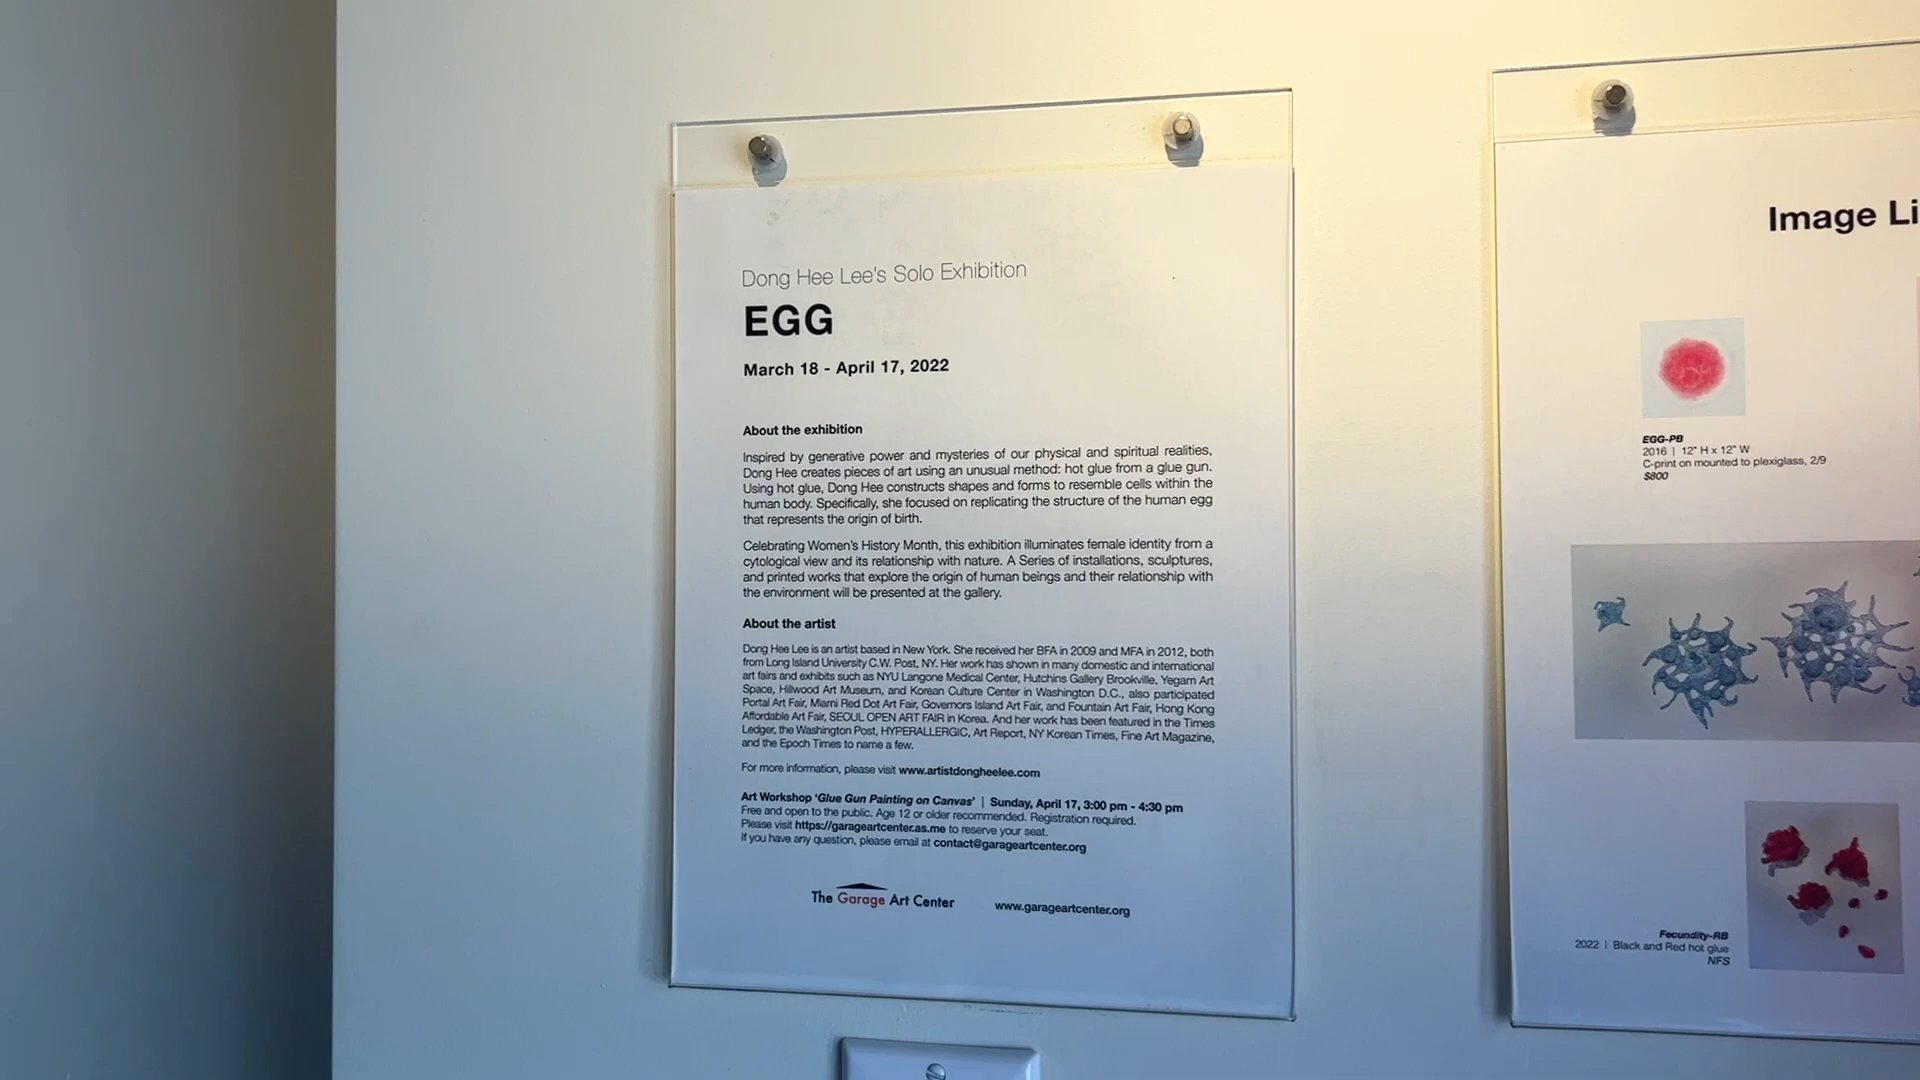 Dong Hee Lee's Solo Exhibition
EGG
March 18 - April 17, 2022
About the exhibition
Inspired by generative power and mysteries of our physical and spiritual realities,
Dong Hee creates pieces of art using an unusual method: hot glue from a glue gun.
Using hot glue, Dong Hee constructs shapes and forms to resemble cells within the
human body. Specifically, she focused on replicating the structure of the human egg
that represents the origin of birth.
Celebrating Women's History Month, this exhibition illuminates female identity from a
cytological view and its relationship with nature. A Series of installations, sculptures,
and printed works that explore the origin of human beings and their relationship with
the environment will be presented at the gallery.
About the artist
Dong Hee Lee is an artist based in New York. She received her BFA in 2009 and MFA in 2012, both
from Long Island University C.W. Post, NY. Her work has shown in many domestic and international
art fairs and exhibits such as NYU Langone Medical Center, Hutchins Gallery Brookville, Yegam Art
Space, Hillwood Art Museum, and Korean Culture Center in Washington D.C., also participated
Portal Art Fair, Miami Red Dot Art Fair, Governors Island Art Fair, and Fountain Art Fair, Hong Kong
Affordable Art Fair, SEOUL OPEN ART FAIR in Korea. And her work has been featured in the Times
Ledger, the Washington Post, HYPERALLERGIC, Art Report, NY Korean Times, Fine Art Magazine,
and the Epoch Times to name a few.
For more information, please visit www.artistdongheelee.com
Art Workshop 'Glue Gun Painting on Canvas' | Sunday, April 17, 3:00 pm - 4:30 pm
Free and open to the public. Age 12 or older recommended. Registration required.
Please visit https://garageartcenter.as.me to reserve your seat.
If you have any question, please email at contact@garageartcenter.org
The Garage Art Center www.garageartcenter.org
Image Li
EGG-PB
2016 | 12" H x 12" W
C-print on mounted to plexiglass, 2/9
$800
Fecundity-RB
2022 | Black and Red hot glue
NFS